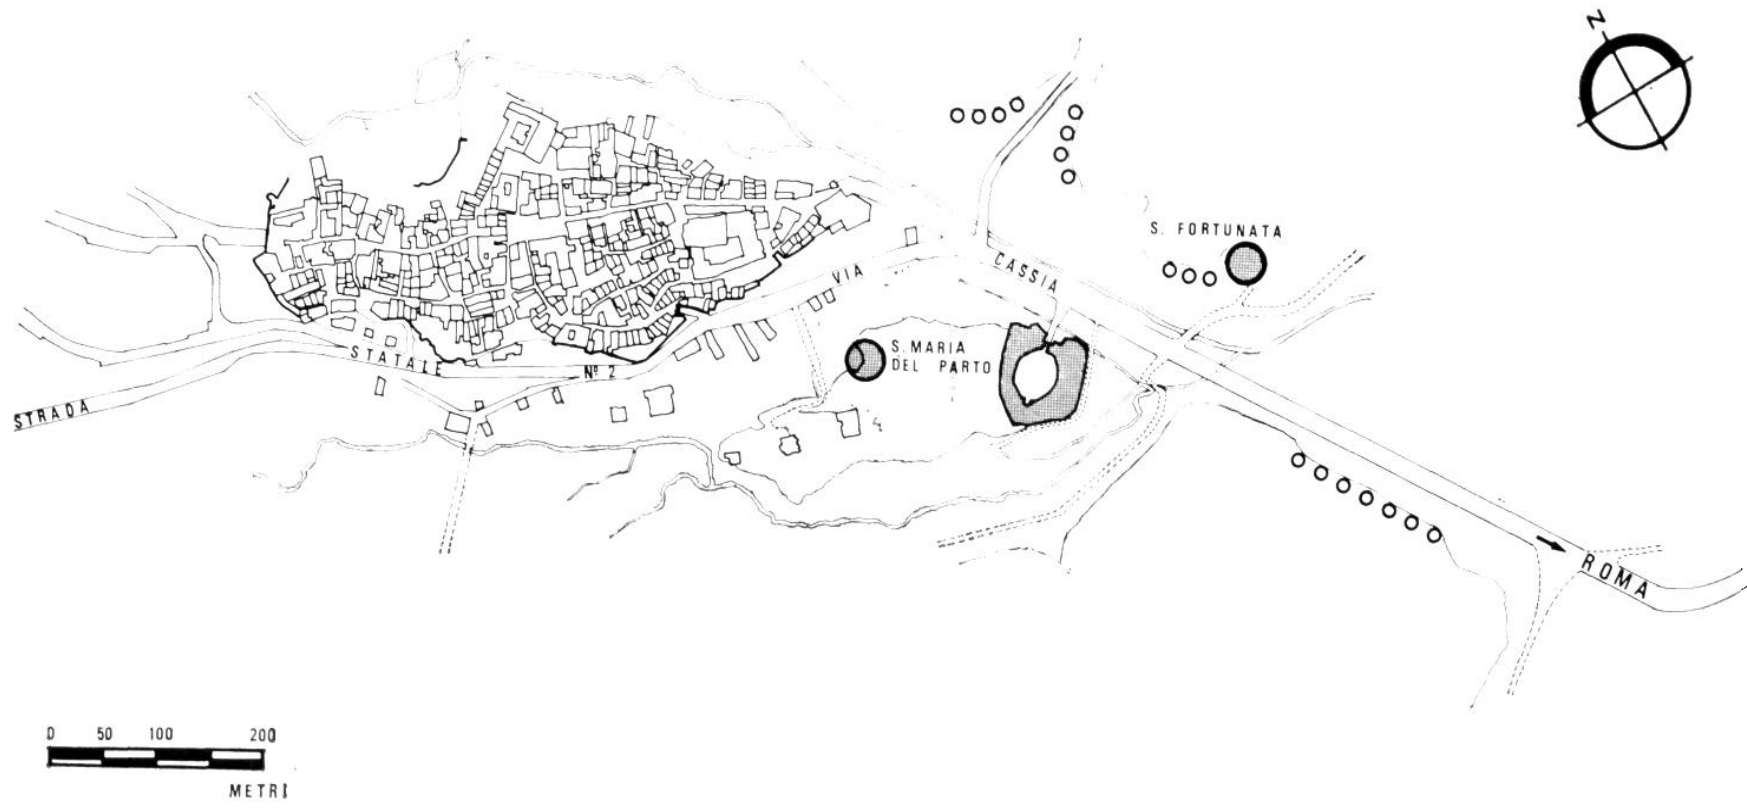 N
S. FORTUNATA
VIA CASSIA
S. MARIA
DEL PARTO
STRADA STATALE Nº 2
ROMA
0 50 100 200
METRI